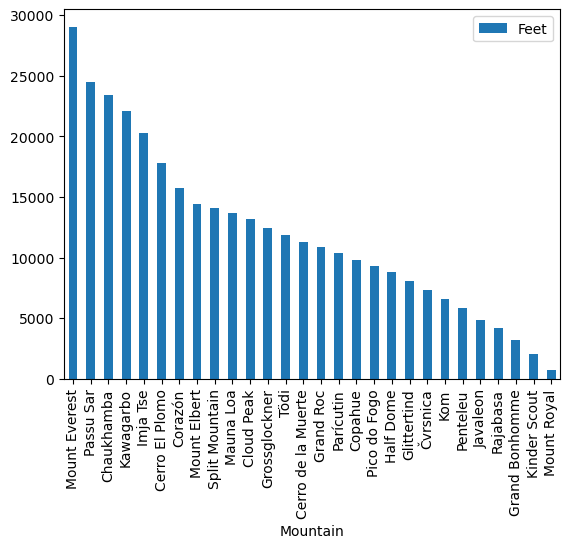 30000
25000
20000
15000
10000
5000
0
Feet
Mount Everest
Passu Sar
Chaukhamba
Kawagarbo
Imja Tse
Cerro El Plomo
Corazón
Mount Elbert
Split Mountain
Mauna Loa
Cloud Peak
Grossglockner
Tödi
Cerro de la Muerte
Grand Roc
Parícutin
Copahue
Pico do Fogo
Half Dome
Glittertind
Čvrsnica
Kom
Penteleu
Javaleon
Rajabasa
Grand Bonhomme
Kinder Scout
Mount Royal
Mountain